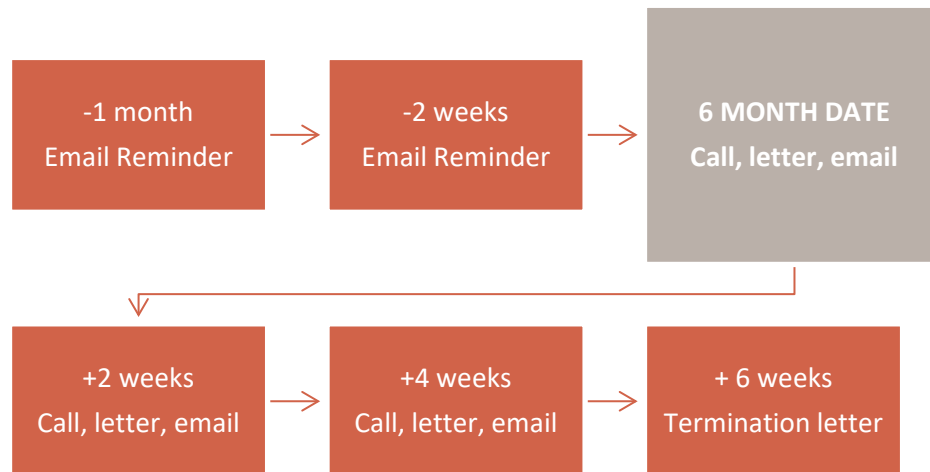 -1 month
Email Reminder
-2 weeks
Email Reminder
6 MONTH DATE
Call, letter, email
+2 weeks
Call, letter, email
+4 weeks
Call, letter, email
+ 6 weeks
Termination letter